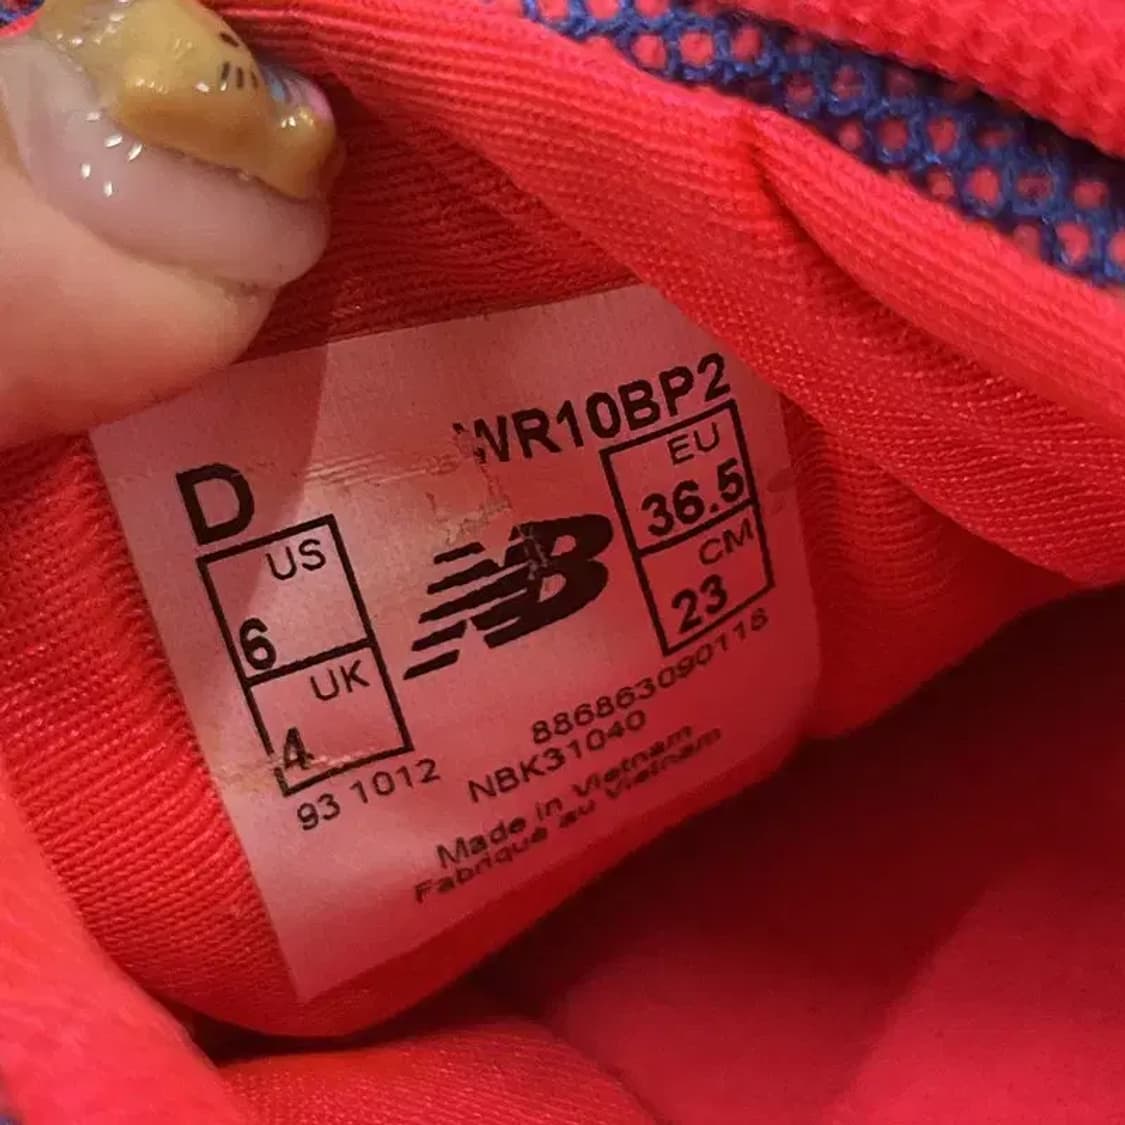 WR10BP2
D
US
6
UK
4
93 1012
NB
EU
36.5
CM
23
886863090118
NBK31040
Made in Vietnam
Fabriqué au Vietnam